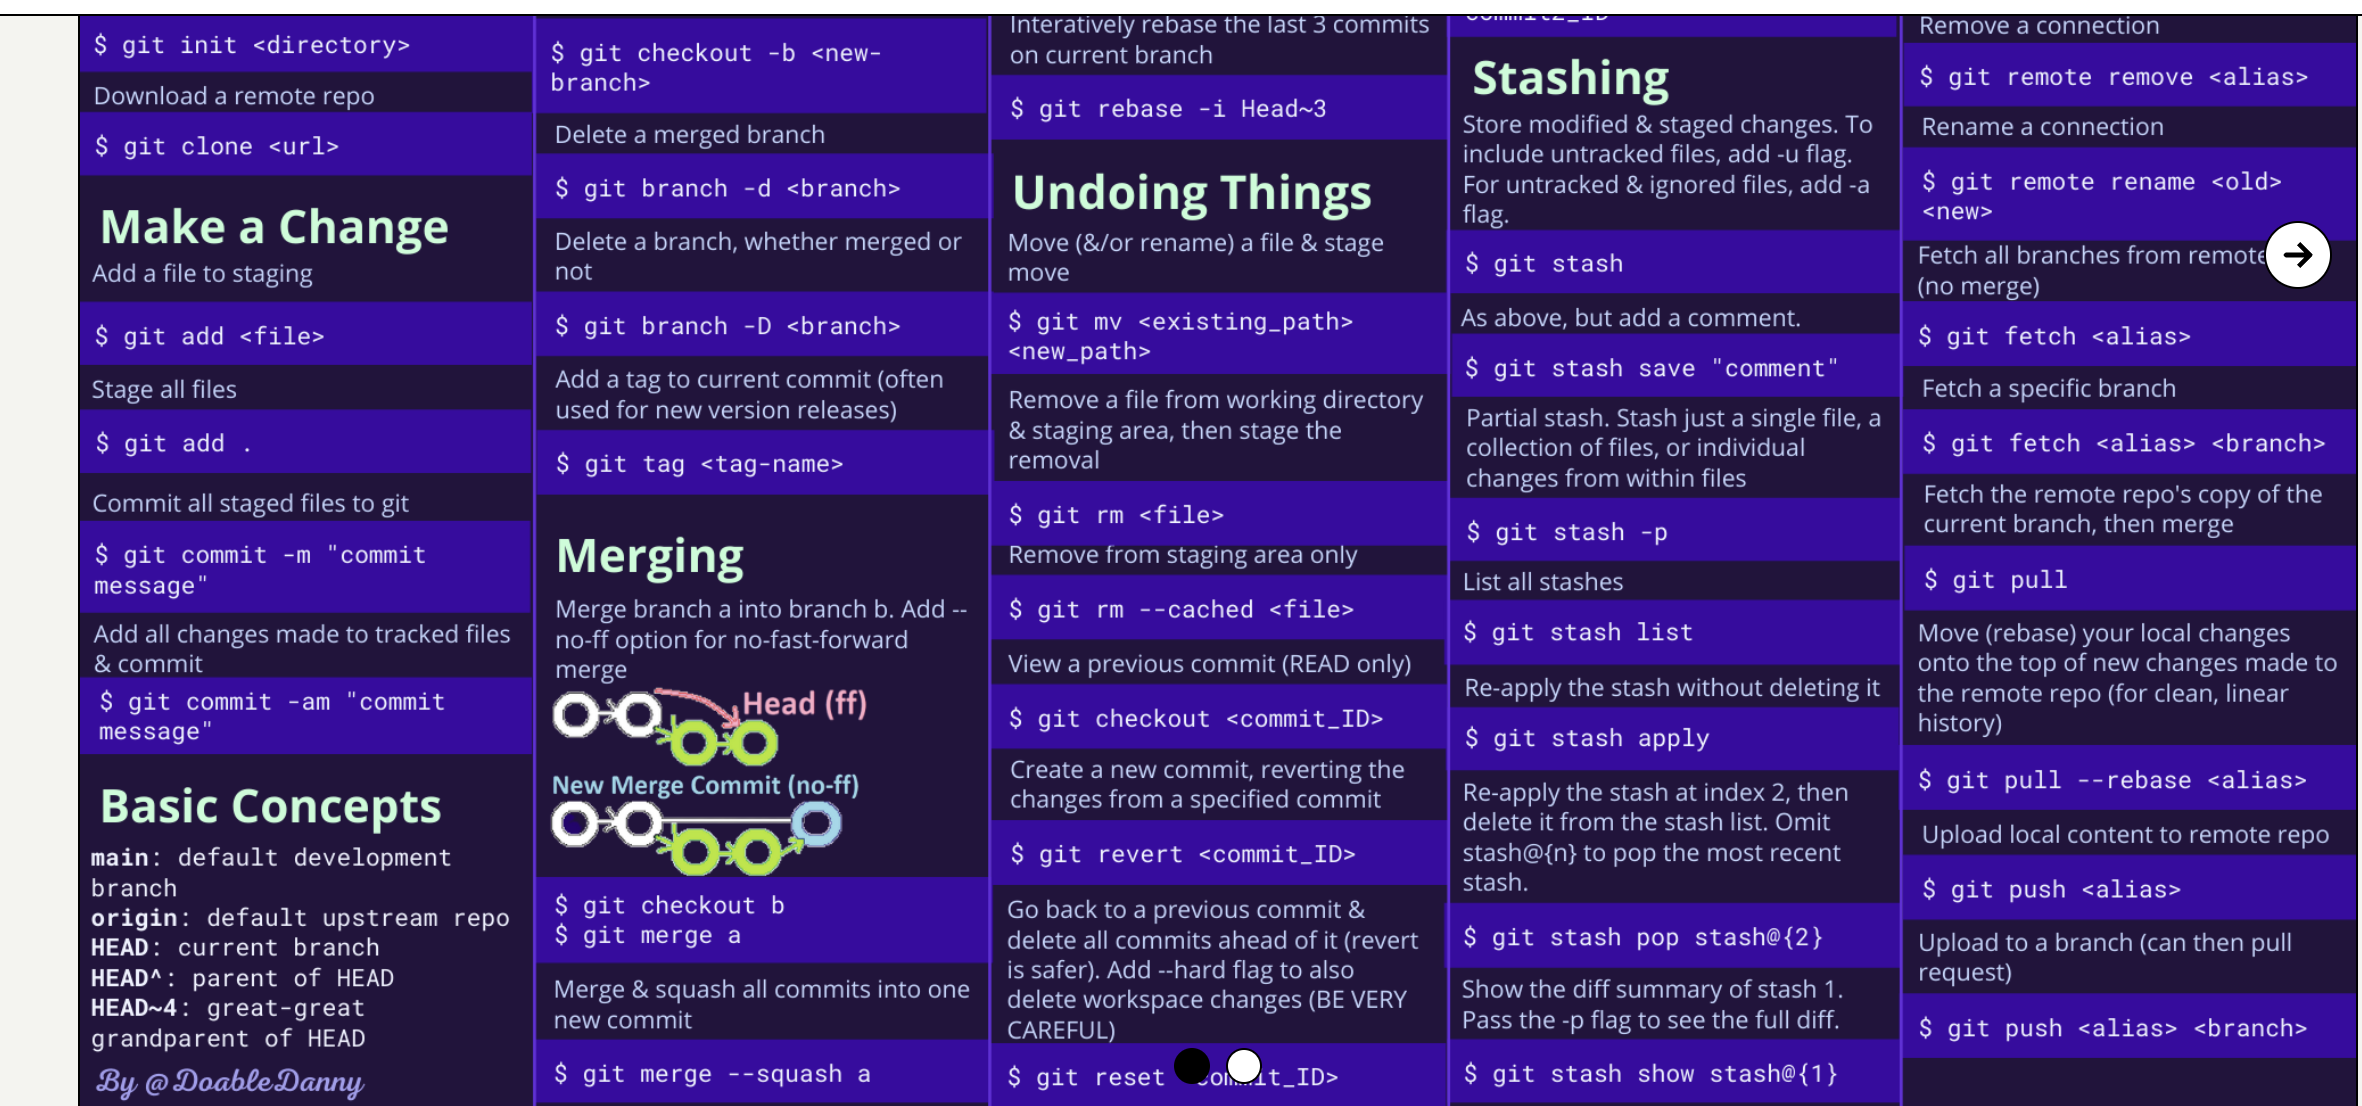 $ git init <directory>
Download a remote repo
$ git clone <url>
Make a Change
Add a file to staging
$ git add <file>
Stage all files
$ git add .
Commit all staged files to git
$ git commit -m "commit
message"
Add all changes made to tracked files
& commit
$ git commit -am "commit
message"
Basic Concepts
main: default development
branch
origin: default upstream repo
HEAD: current branch
HEAD^: parent of HEAD
HEAD~4: great-great
grandparent of HEAD
By @DoableDanny
$ git checkout -b <new-
branch>
Delete a merged branch
$ git branch -d <branch>
Delete a branch, whether merged or
not
$ git branch -D <branch>
Add a tag to current commit (often
used for new version releases)
$ git tag <tag-name>
Merging
Merge branch a into branch b. Add --
no-ff option for no-fast-forward
merge
Head (ff)
New Merge Commit (no-ff)
$ git checkout b
$ git merge a
Merge & squash all commits into one
new commit
$ git merge --squash a
Interatively rebase the last 3 commits
on current branch
$ git rebase -i Head~3
Undoing Things
Move (&/or rename) a file & stage
move
$ git mv <existing_path>
<new_path>
Remove a file from working directory
& staging area, then stage the
removal
$ git rm <file>
Remove from staging area only
$ git rm --cached <file>
View a previous commit (READ only)
$ git checkout <commit_ID>
Create a new commit, reverting the
changes from a specified commit
$ git revert <commit_ID>
Go back to a previous commit &
delete all commits ahead of it (revert
is safer). Add --hard flag to also
delete workspace changes (BE VERY
CAREFUL)
$ git reset
Stashing
Store modified & staged changes. To
include untracked files, add -u flag.
For untracked & ignored files, add -a
flag.
$ git stash
As above, but add a comment.
$ git stash save "comment"
Partial stash. Stash just a single file, a
collection of files, or individual
changes from within files
$ git stash -p
List all stashes
$ git stash list
Re-apply the stash without deleting it
$ git stash apply
Re-apply the stash at index 2, then
delete it from the stash list. Omit
stash@{n} to pop the most recent
stash.
$ git stash pop stash@{2}
Show the diff summary of stash 1.
Pass the -p flag to see the full diff.
$ git stash show stash@{1}
Remove a connection
$ git remote remove <alias>
Rename a connection
$ git remote rename <old>
<new>
Fetch all branches from remote
(no merge)
$ git fetch <alias>
Fetch a specific branch
$ git fetch <alias> <branch>
Fetch the remote repo's copy of the
current branch, then merge
$ git pull
Move (rebase) your local changes
onto the top of new changes made to
the remote repo (for clean, linear
history)
$ git pull --rebase <alias>
Upload local content to remote repo
$ git push <alias>
Upload to a branch (can then pull
request)
$ git push <alias> <branch>